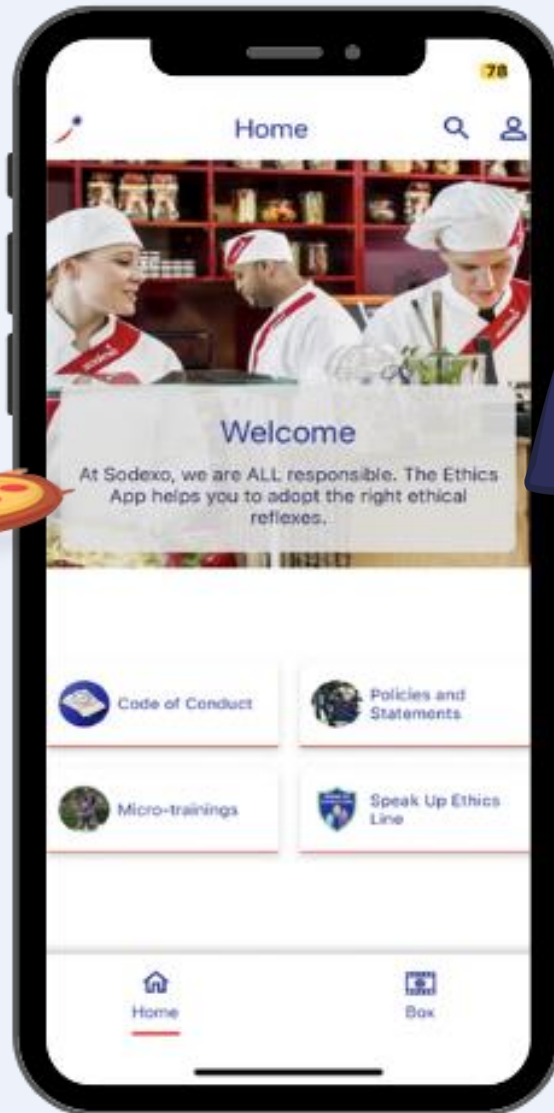 78
Home
Welcome
At Sodexo, we are ALL responsible. The Ethics
App helps you to adopt the right ethical
reflexes.
Code of Conduct
Policies and
Statements
Micro-trainings
Speak Up Ethics
Line
Home
Box